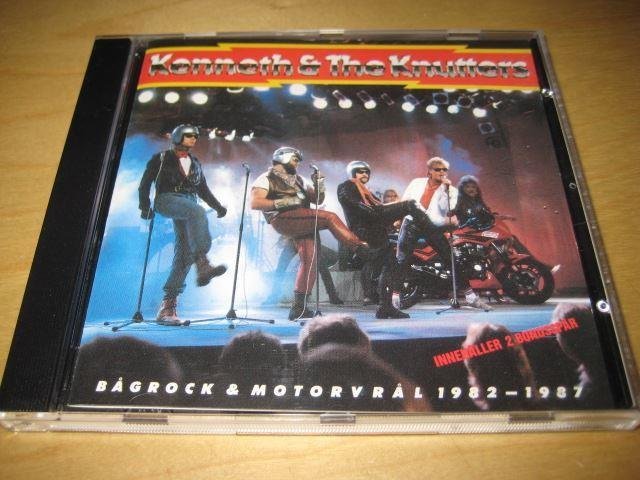 Kenneth & The Knutters
INNEHÅLLER 2 BONUSSPÅR
BÅGROCK & MOTORVRÅL 1982–1987